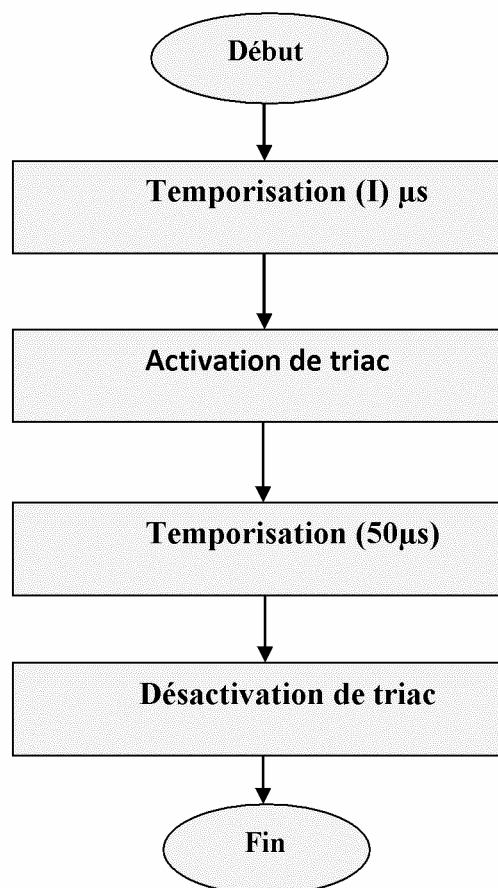 Début
Temporisation (I) µs
Activation de triac
Temporisation (50µs)
Désactivation de triac
Fin